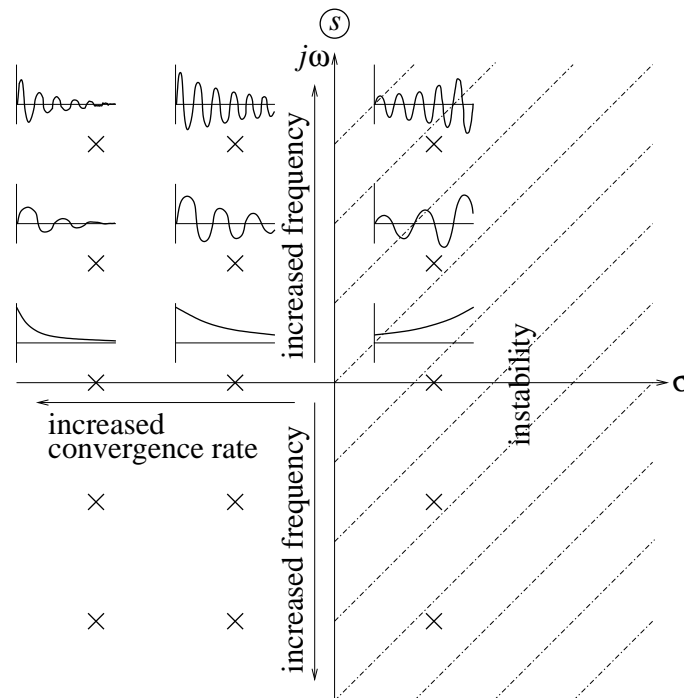 s
jω
increased frequency
instability
σ
increased
convergence rate
increased frequency